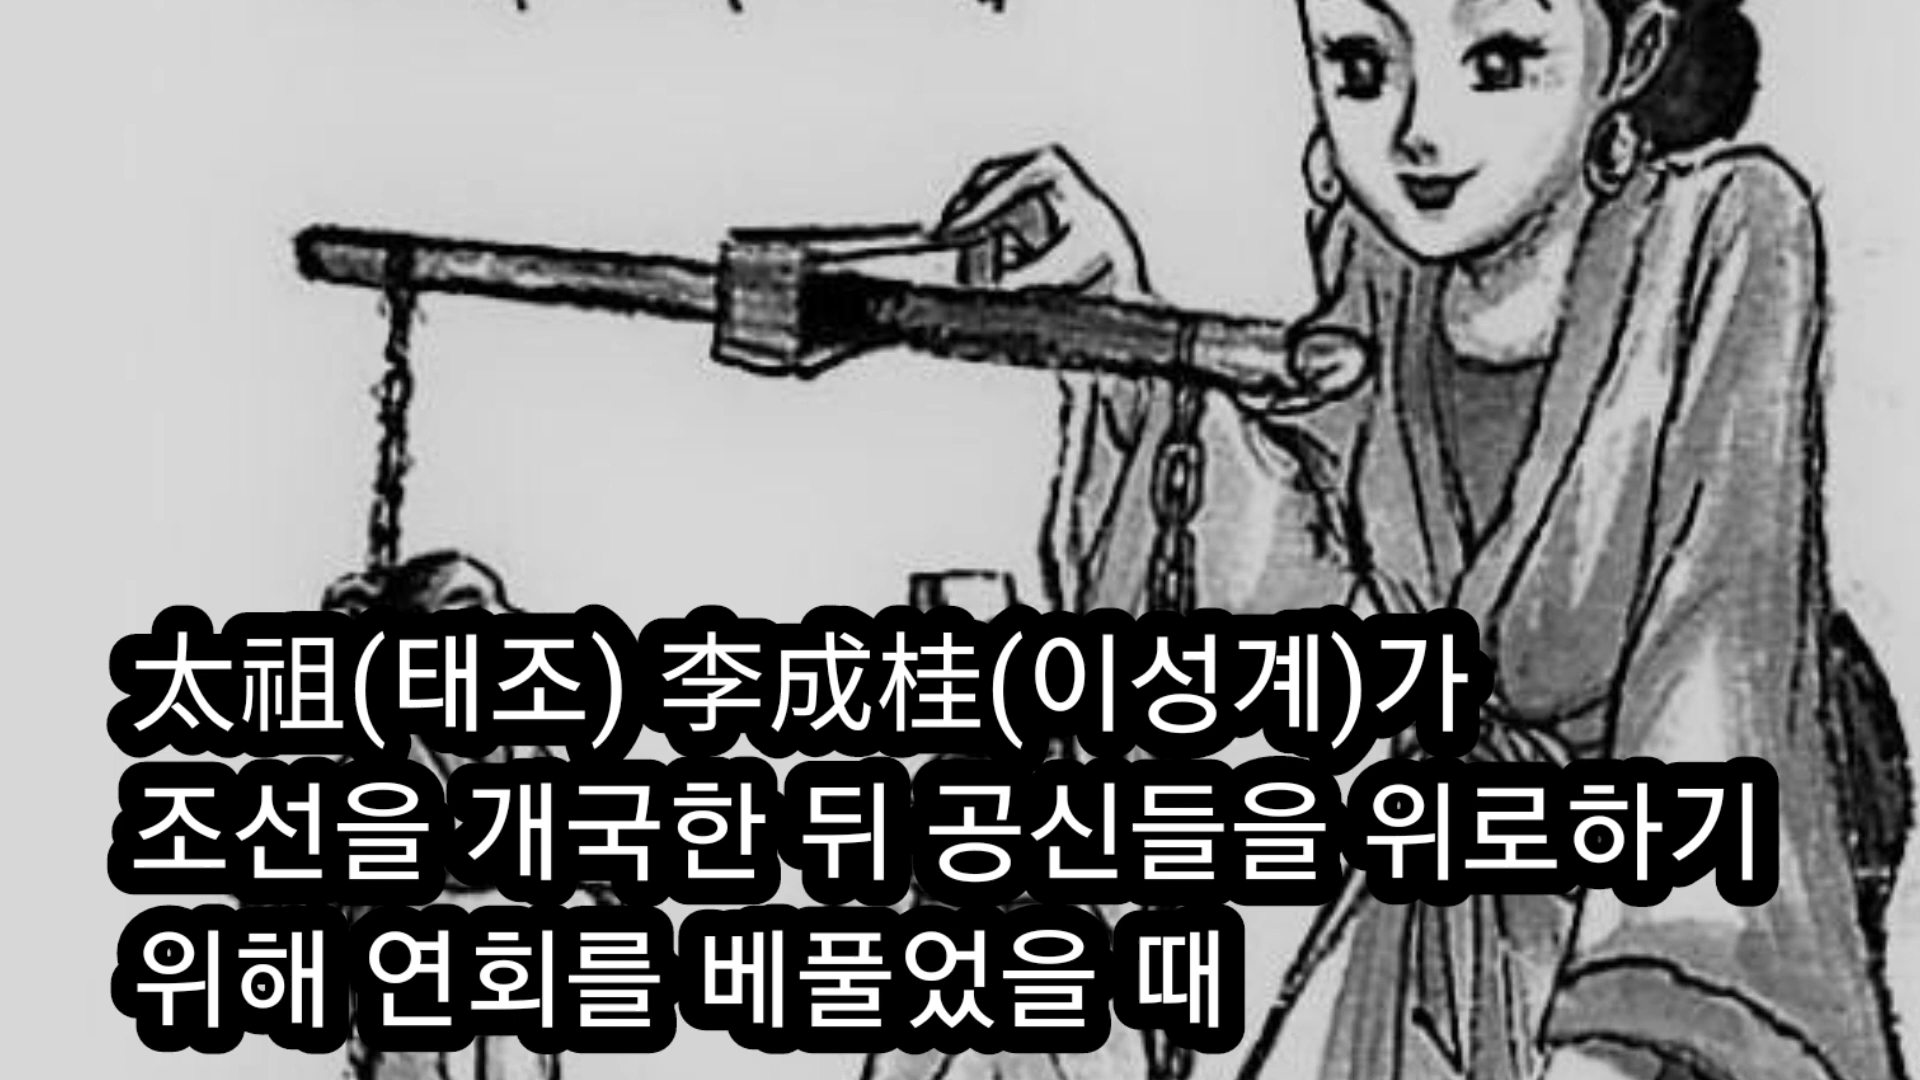 太祖(태조) 李成桂(이성계)가
조선을 개국한 뒤 공신들을 위로하기
위해 연회를 베풀었을 때